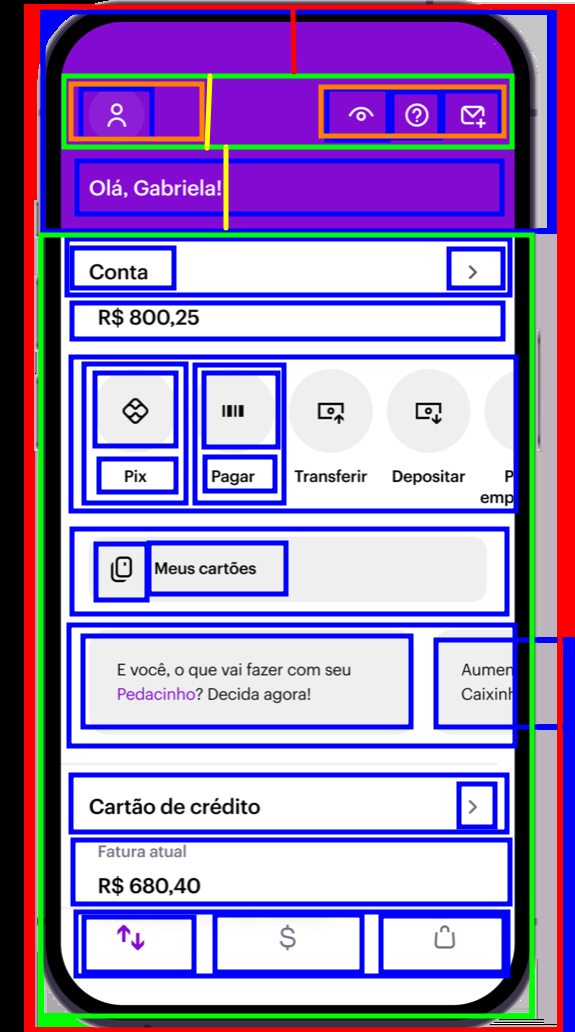 Olá, Gabriela!
Conta
R$ 800,25
Pix
Pagar
Transferir
Depositar
P
emp
Meus cartões
E você, o que vai fazer com seu
Pedacinho? Decida agora!
Aumen
Caixinh
Cartão de crédito
Fatura atual
R$ 680,40